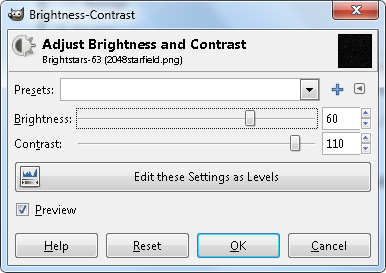 Brightness-Contrast
Adjust Brightness and Contrast
Brightstars-63 (2048starfield.png)
Presets:
Brightness: 60
Contrast: 110
Edit these Settings as Levels
Preview
Help Reset OK Cancel